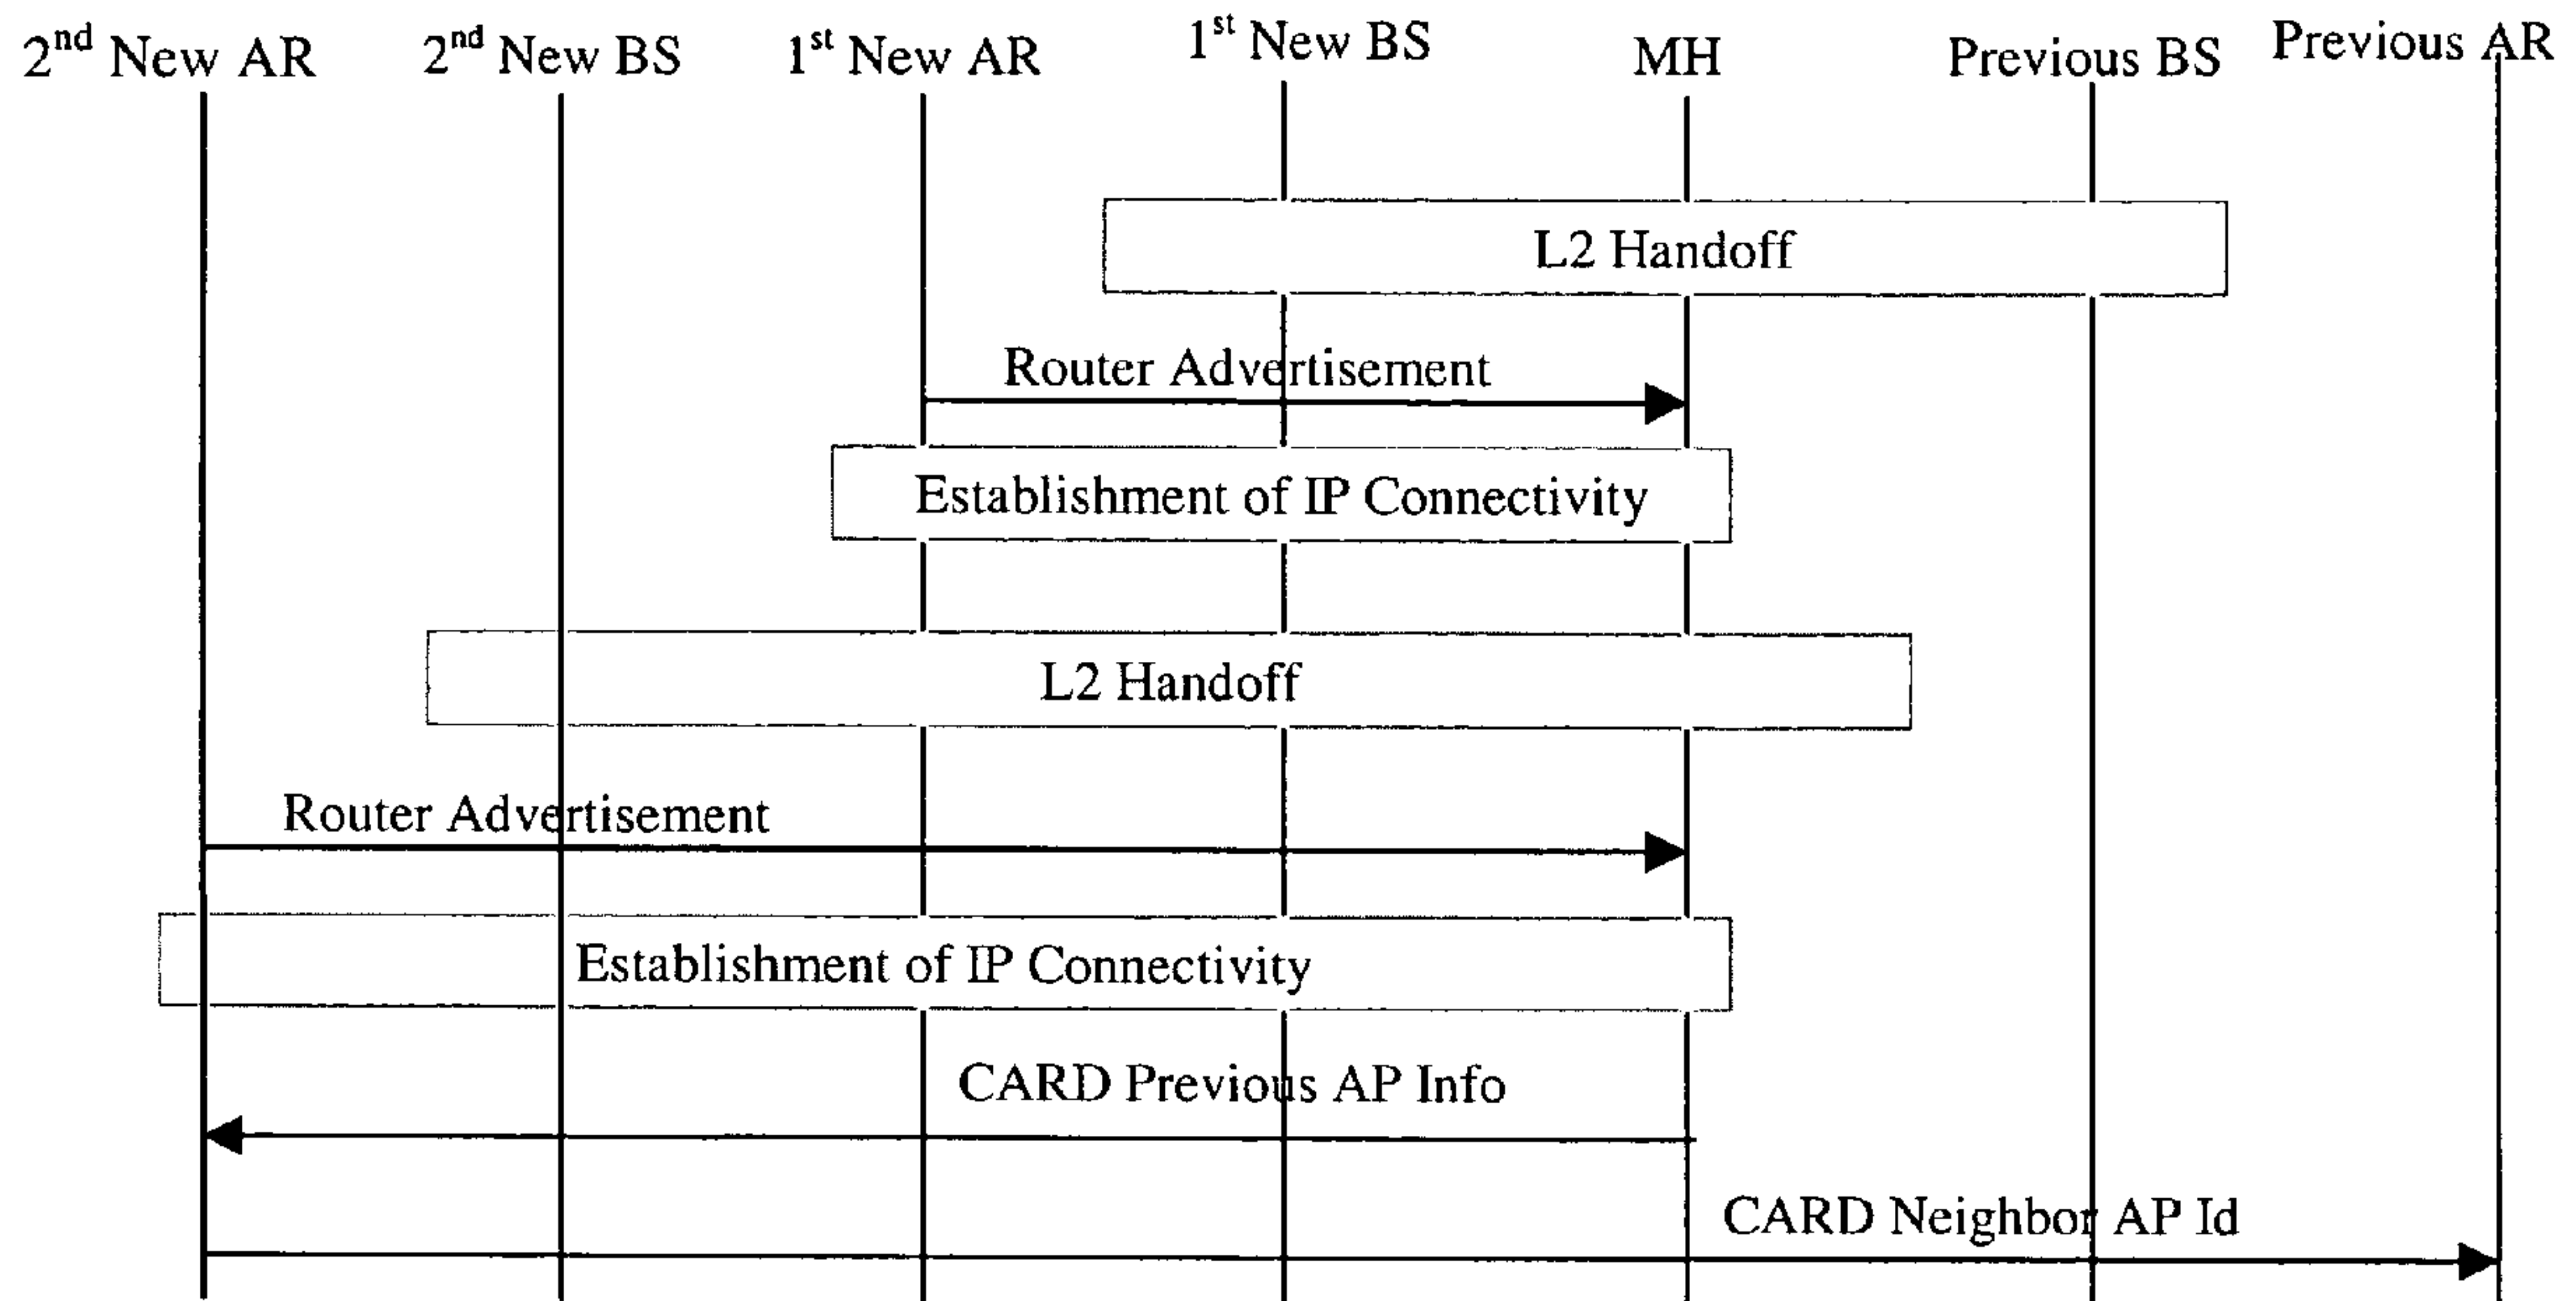 2nd New AR
2nd New BS
1st New AR
1st New BS
MH
Previous BS
Previous AR
L2 Handoff
Router Advertisement
Establishment of IP Connectivity
L2 Handoff
Router Advertisement
Establishment of IP Connectivity
CARD Previous AP Info
CARD Neighbor AP Id